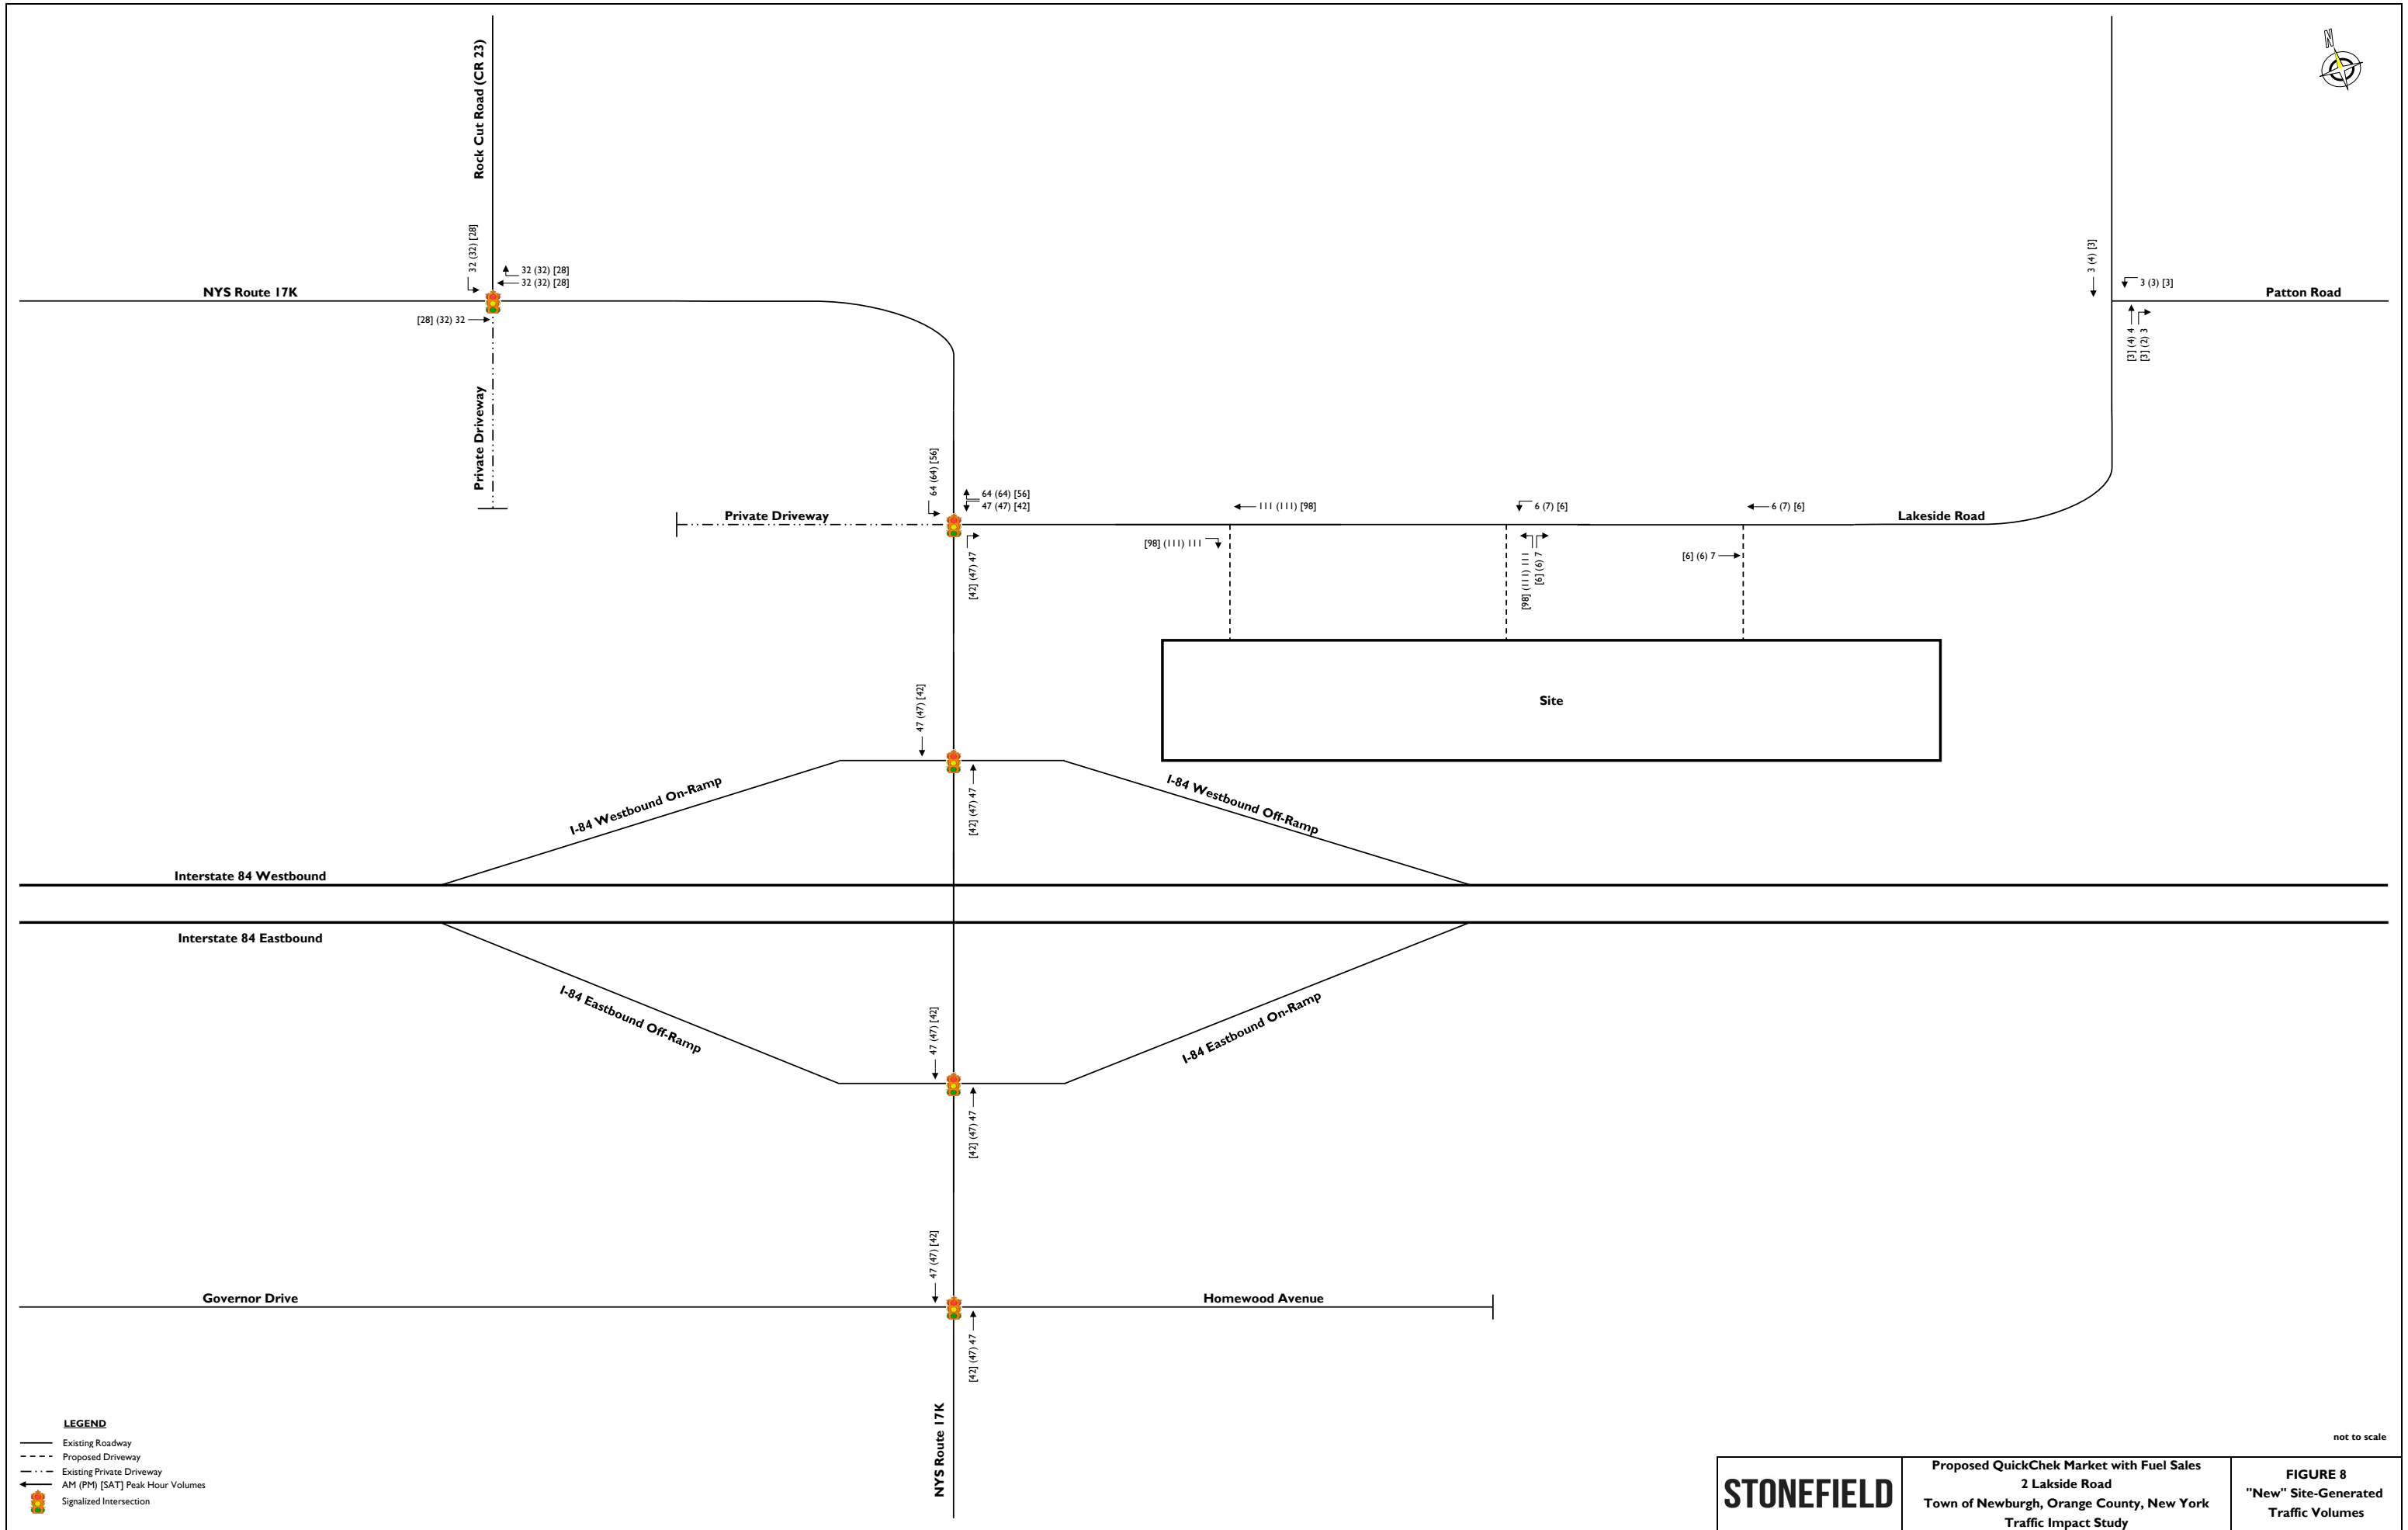 N
Rock Cut Road (CR 23)
32 (32) [28]
32 (32) [28]
32 (32) [28]
NYS Route 17K
[28] (32) 32
Private Driveway
3 (4) [3]
3 (3) [3]
Patton Road
[3] (4) 4
[3] (2) 3
64 (64) [56]
64 (64) [56]
47 (47) [42]
Private Driveway
[42] (47) 47
111 (111) [98]
[98] (111) 111
6 (7) [6]
[98] (111) 111
[6] (6) 7
6 (7) [6]
[6] (6) 7
Lakeside Road
Site
47 (47) [42]
[42] (47) 47
I-84 Westbound On-Ramp
I-84 Westbound Off-Ramp
Interstate 84 Westbound
Interstate 84 Eastbound
I-84 Eastbound Off-Ramp
I-84 Eastbound On-Ramp
47 (47) [42]
[42] (47) 47
47 (47) [42]
Governor Drive
Homewood Avenue
[42] (47) 47
NYS Route 17K
LEGEND
Existing Roadway
Proposed Driveway
Existing Private Driveway
AM (PM) [SAT] Peak Hour Volumes
Signalized Intersection
not to scale
STONEFIELD
Proposed QuickChek Market with Fuel Sales
2 Lakside Road
Town of Newburgh, Orange County, New York
Traffic Impact Study
FIGURE 8
"New" Site-Generated
Traffic Volumes